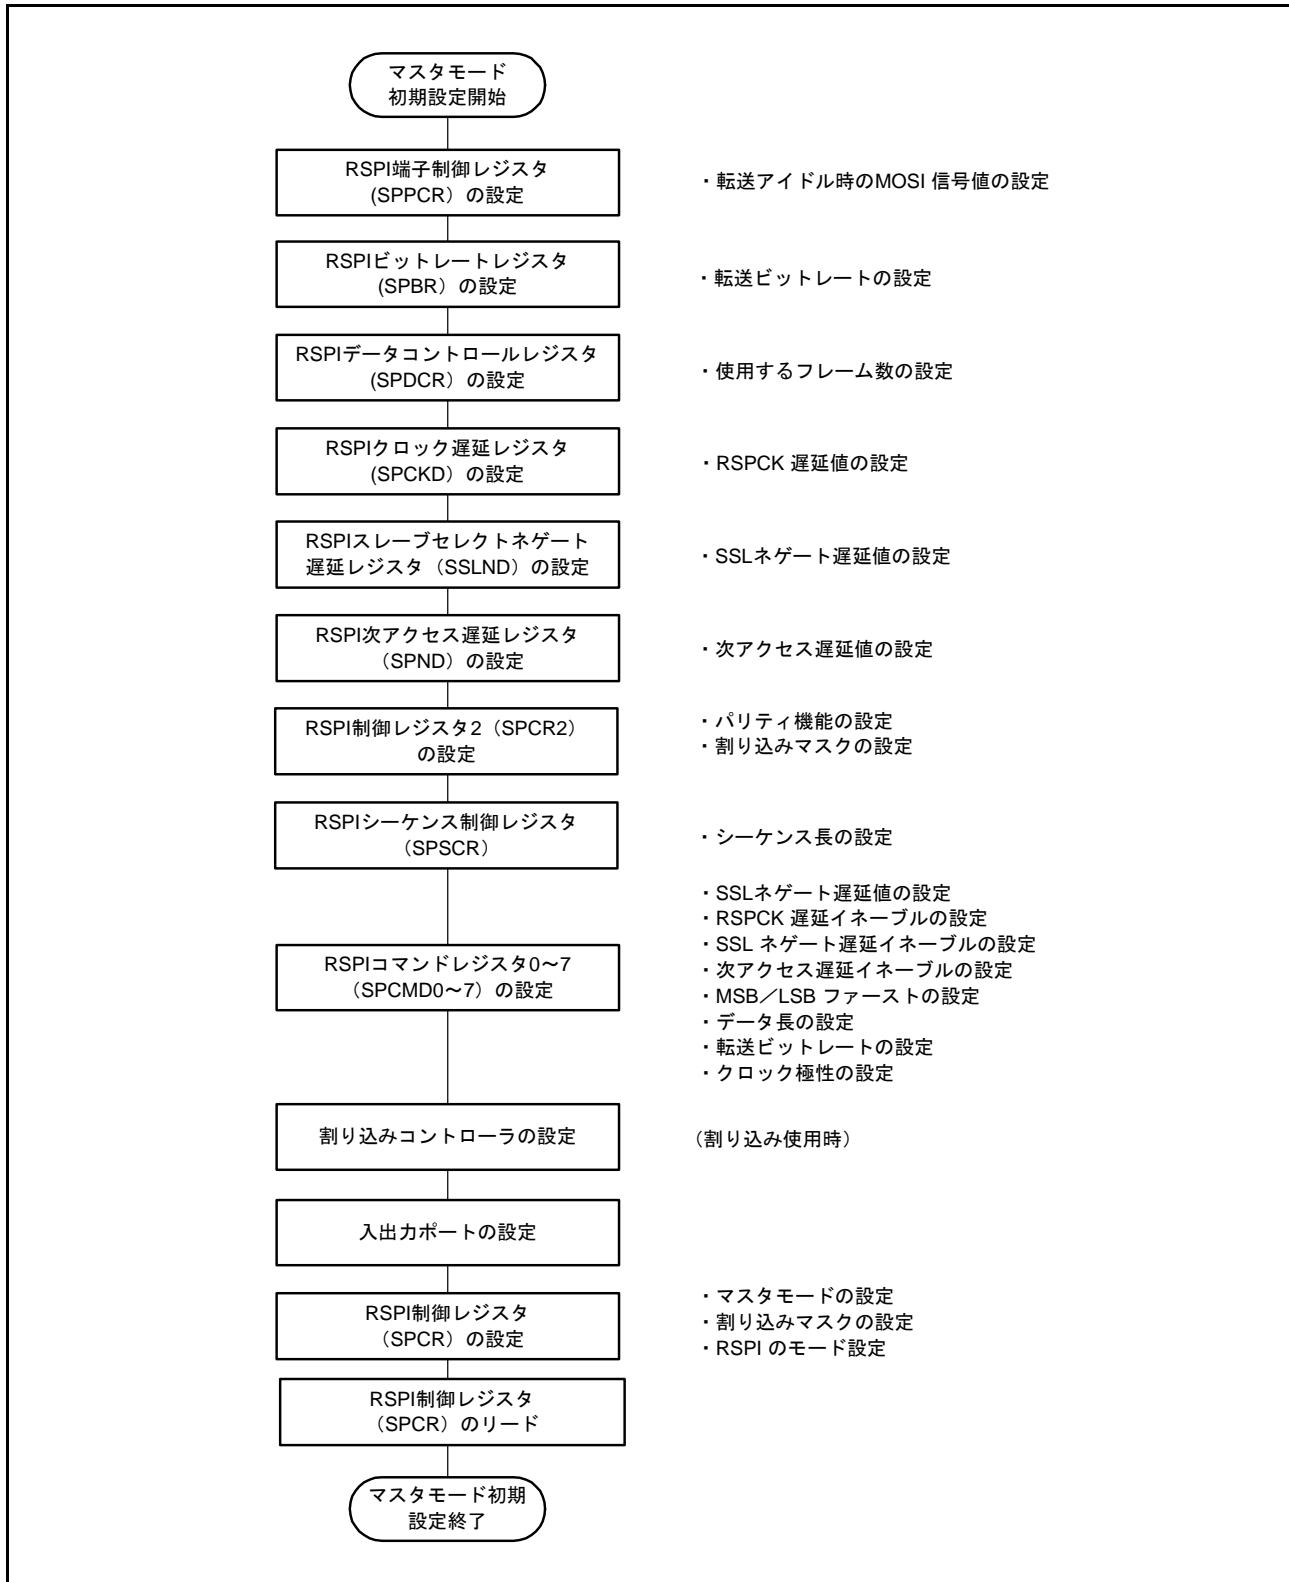 マスタモード
初期設定開始
RSPI端子制御レジスタ
(SPPCR）の設定
・転送アイドル時のMOSI 信号値の設定
RSPIビットレートレジスタ
(SPBR）の設定
・転送ビットレートの設定
RSPIデータコントロールレジスタ
(SPDCR）の設定
・使用するフレーム数の設定
RSPIクロック遅延レジスタ
(SPCKD）の設定
・RSPCK 遅延値の設定
RSPIスレーブセレクトネゲート
遅延レジスタ（SSLND）の設定
・SSLネゲート遅延値の設定
RSPI次アクセス遅延レジスタ
（SPND）の設定
・次アクセス遅延値の設定
RSPI制御レジスタ2（SPCR2）
の設定
・パリティ機能の設定
・割り込みマスクの設定
RSPIシーケンス制御レジスタ
（SPSCR）
・シーケンス長の設定
RSPIコマンドレジスタ0～7
（SPCMD0～7）の設定
・SSLネゲート遅延値の設定
・RSPCK 遅延イネーブルの設定
・SSL ネゲート遅延イネーブルの設定
・次アクセス遅延イネーブルの設定
・MSB／LSB ファーストの設定
・データ長の設定
・転送ビットレートの設定
・クロック極性の設定
割り込みコントローラの設定
（割り込み使用時）
入出力ポートの設定
RSPI制御レジスタ
（SPCR）の設定
・マスタモードの設定
・割り込みマスクの設定
・RSPI のモード設定
RSPI制御レジスタ
（SPCR）のリード
マスタモード初期
設定終了